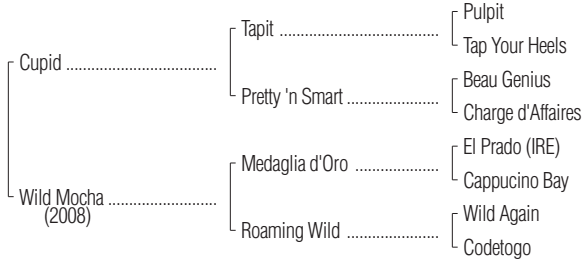 Pulpit
Tapit ....................................
Tap Your Heels
Cupid ....................................
Beau Genius
Pretty 'n Smart ......................
Charge d'Affaires
El Prado (IRE)
Medaglia d'Oro ....................
Cappucino Bay
Wild Mocha ..........................
(2008)
Wild Again
Roaming Wild ......................
Codetogo